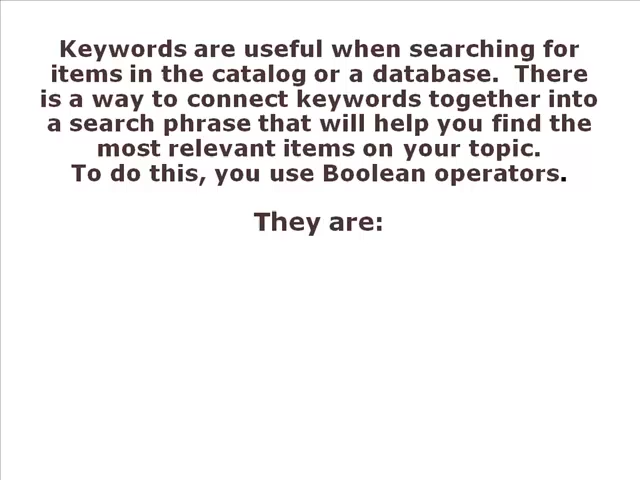 Keywords are useful when searching for
items in the catalog or a database.  There
is a way to connect keywords together into
a search phrase that will help you find the
most relevant items on your topic.
To do this, you use Boolean operators.
They are: